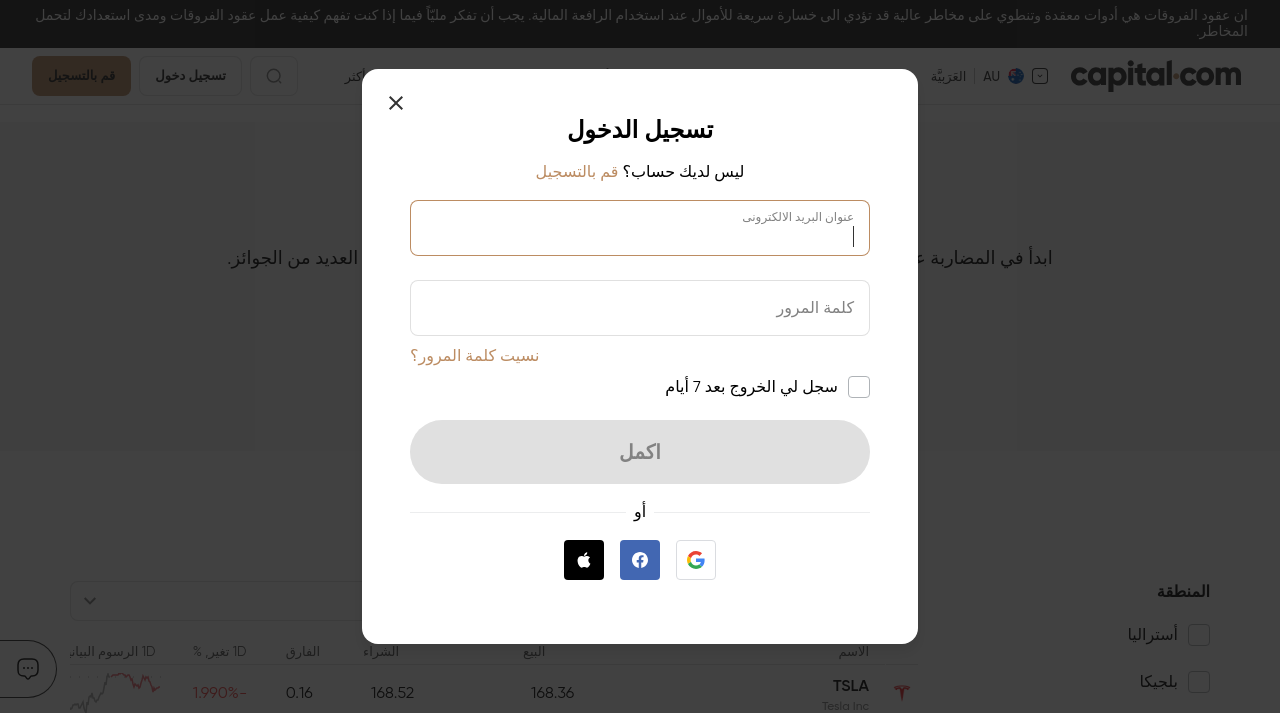 ان عقود الفروقات هي أدوات معقدة وتنطوي على مخاطر عالية قد تؤدي الى خسارة سريعة للأموال عند استخدام الرافعة المالية. يجب أن تفكر مليّاً فيما إذا كنت تفهم كيفية عمل عقود الفروقات ومدى استعدادك لتحمل
المخاطر.
capital.com
AU
العَرَبِيَّة
تسجيل دخول
قم بالتسجيل
تسجيل الدخول
ليس لديك حساب؟ قم بالتسجيل
عنوان البريد الالكترونى
كلمة المرور
نسيت كلمة المرور؟
سجل لي الخروج بعد 7 أيام
اكمل
أو
ابدأ في المضاربة
العديد من الجوائز.
المنطقة
أستراليا
بلجيكا
الاسم
البيع
الشراء
الفارق
1D تغير, %
1D الرسوم
TSLA
Tesla Inc
168.36
168.52
0.16
-1.990%